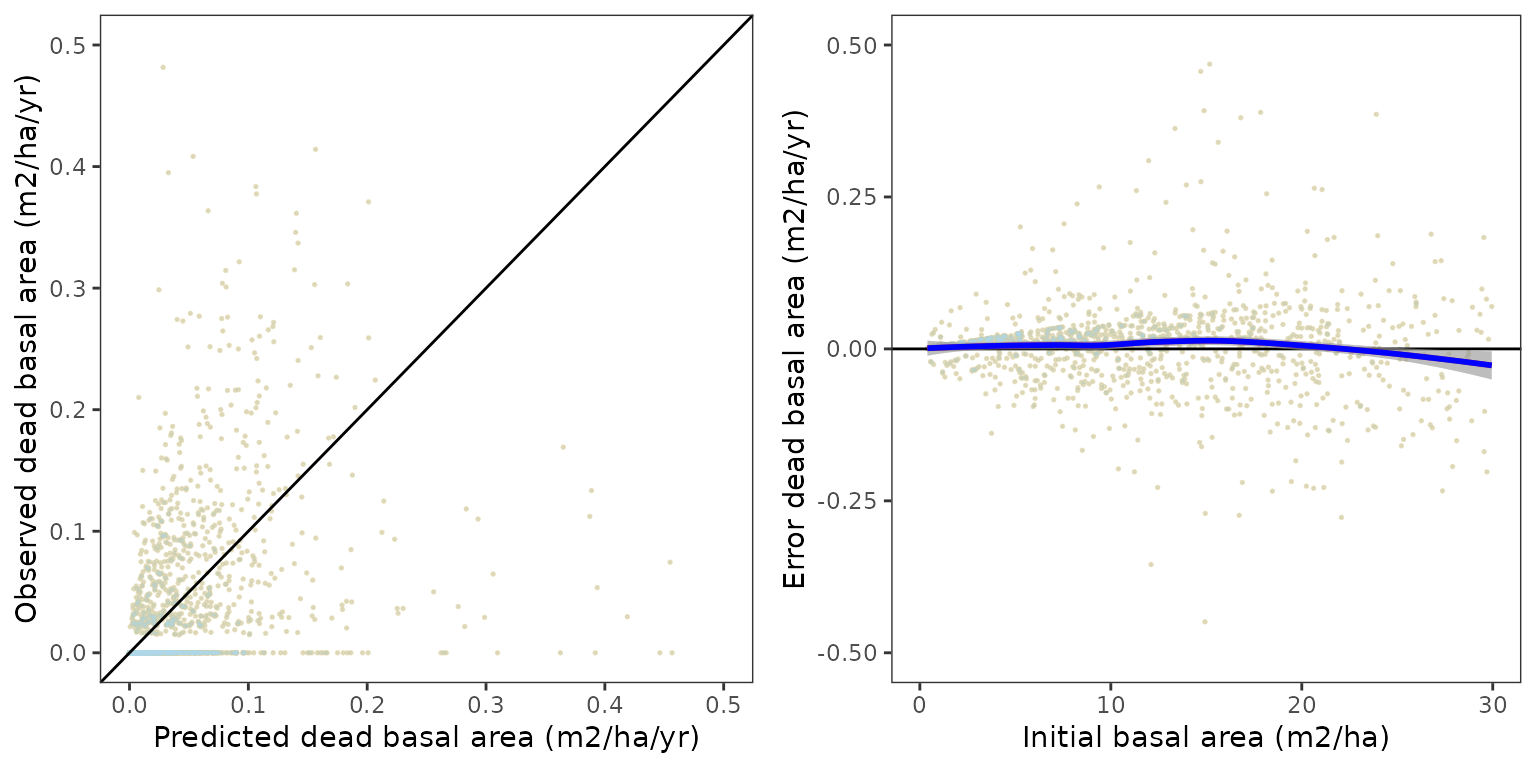 Observed dead basal area (m2/ha/yr)
0.5
0.4
0.3
0.2
0.1
0.0
0.0 0.1 0.2 0.3 0.4 0.5
Predicted dead basal area (m2/ha/yr)
Error dead basal area (m2/ha/yr)
0.50
0.25
0.00
-0.25
-0.50
0 10 20 30
Initial basal area (m2/ha)